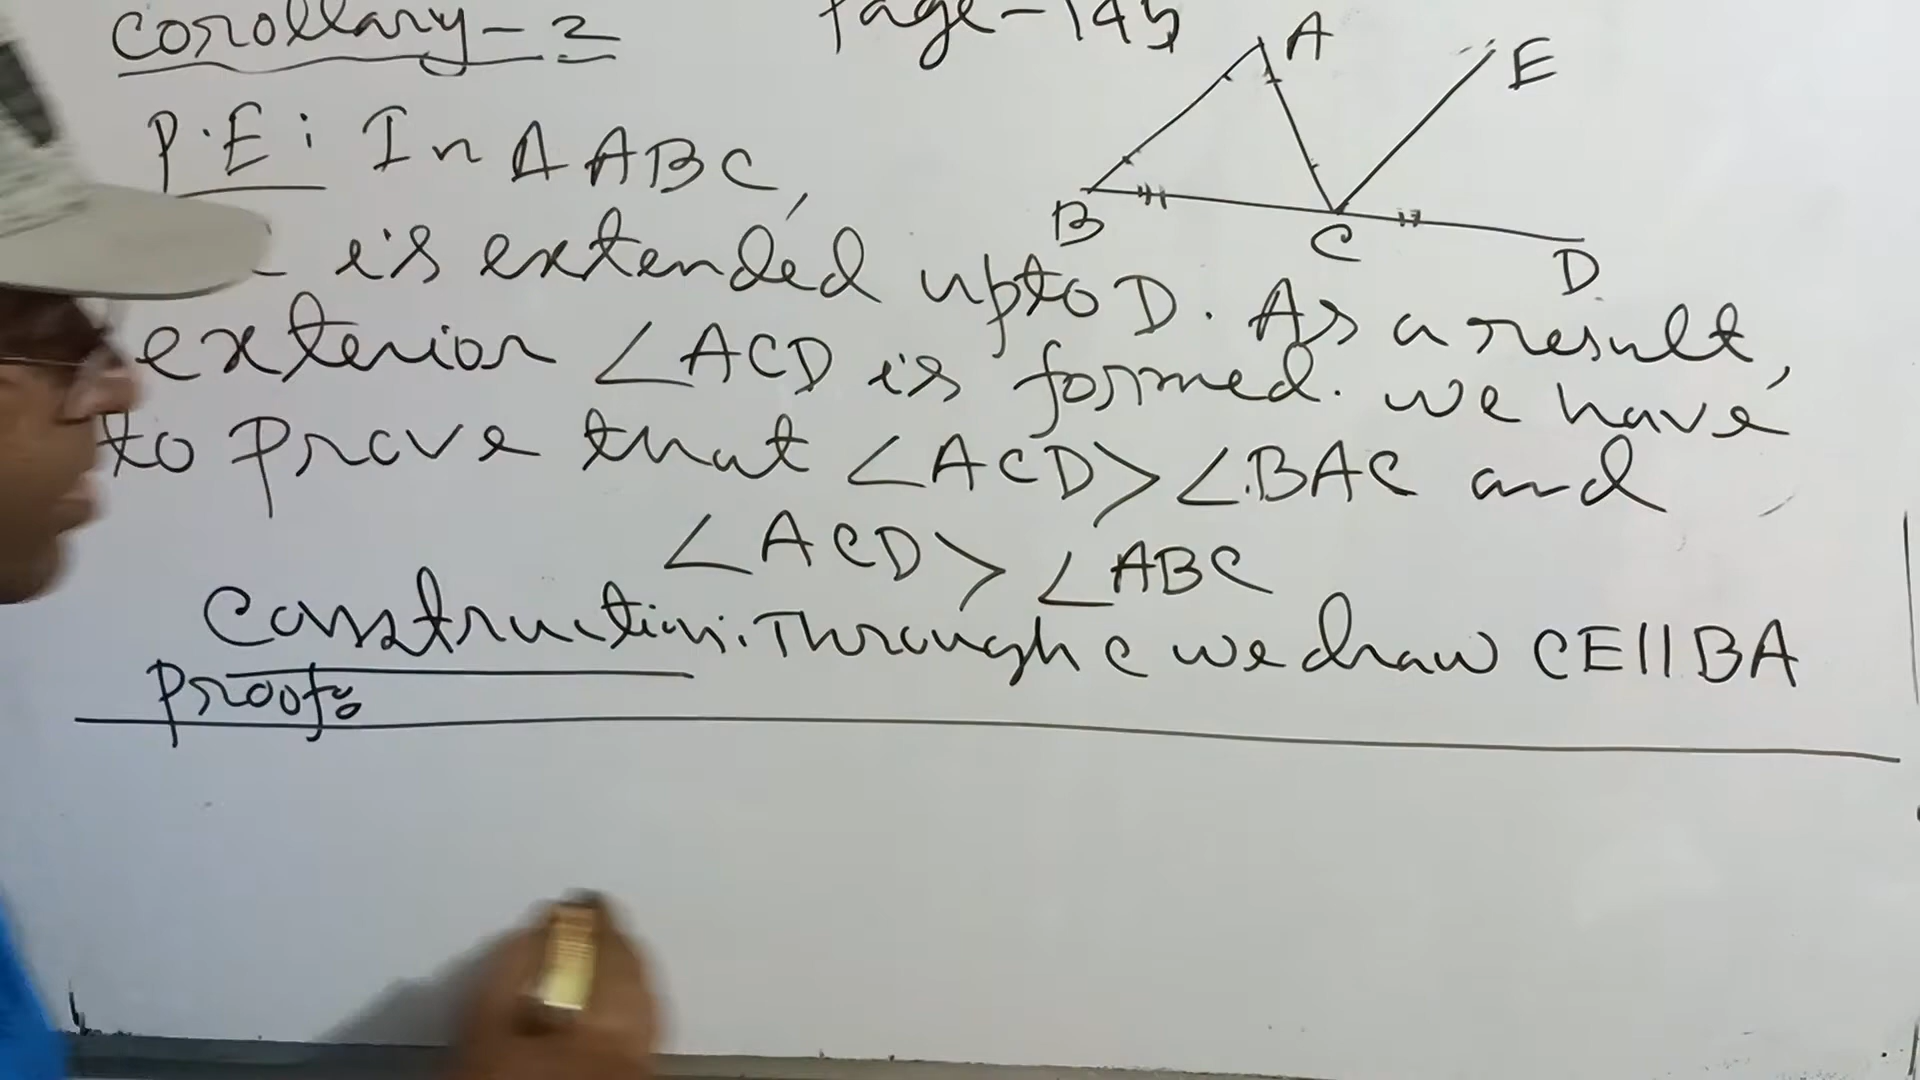 Corollary-2 Page-145
P.E: In Δ ABC,
is extended upto D. As a result,
exterior ∠ACD is formed. We have
to prove that ∠ACD > ∠BAC and
∠ACD > ∠ABC
Construction: Through C we draw CE || BA
Proof:
A
E
B
C
D